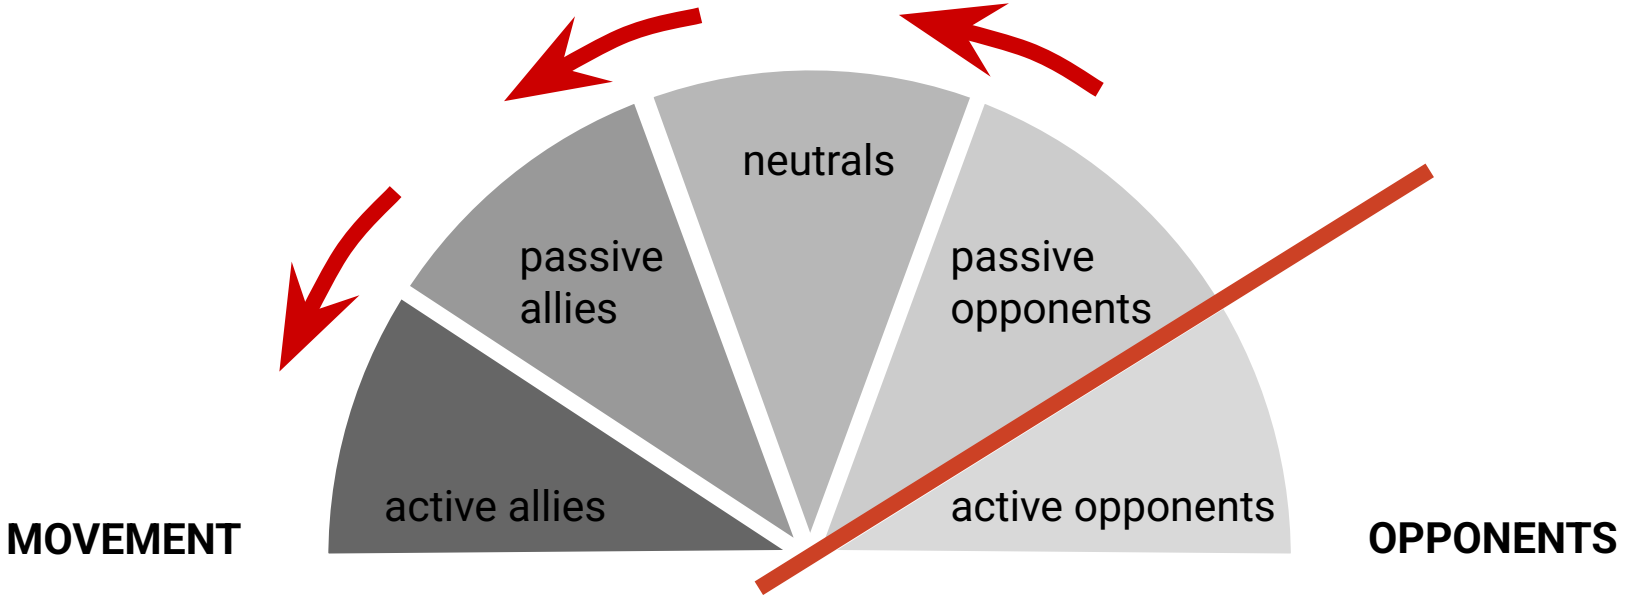 neutrals
passive
allies
passive
opponents
active allies
active opponents
MOVEMENT
OPPONENTS